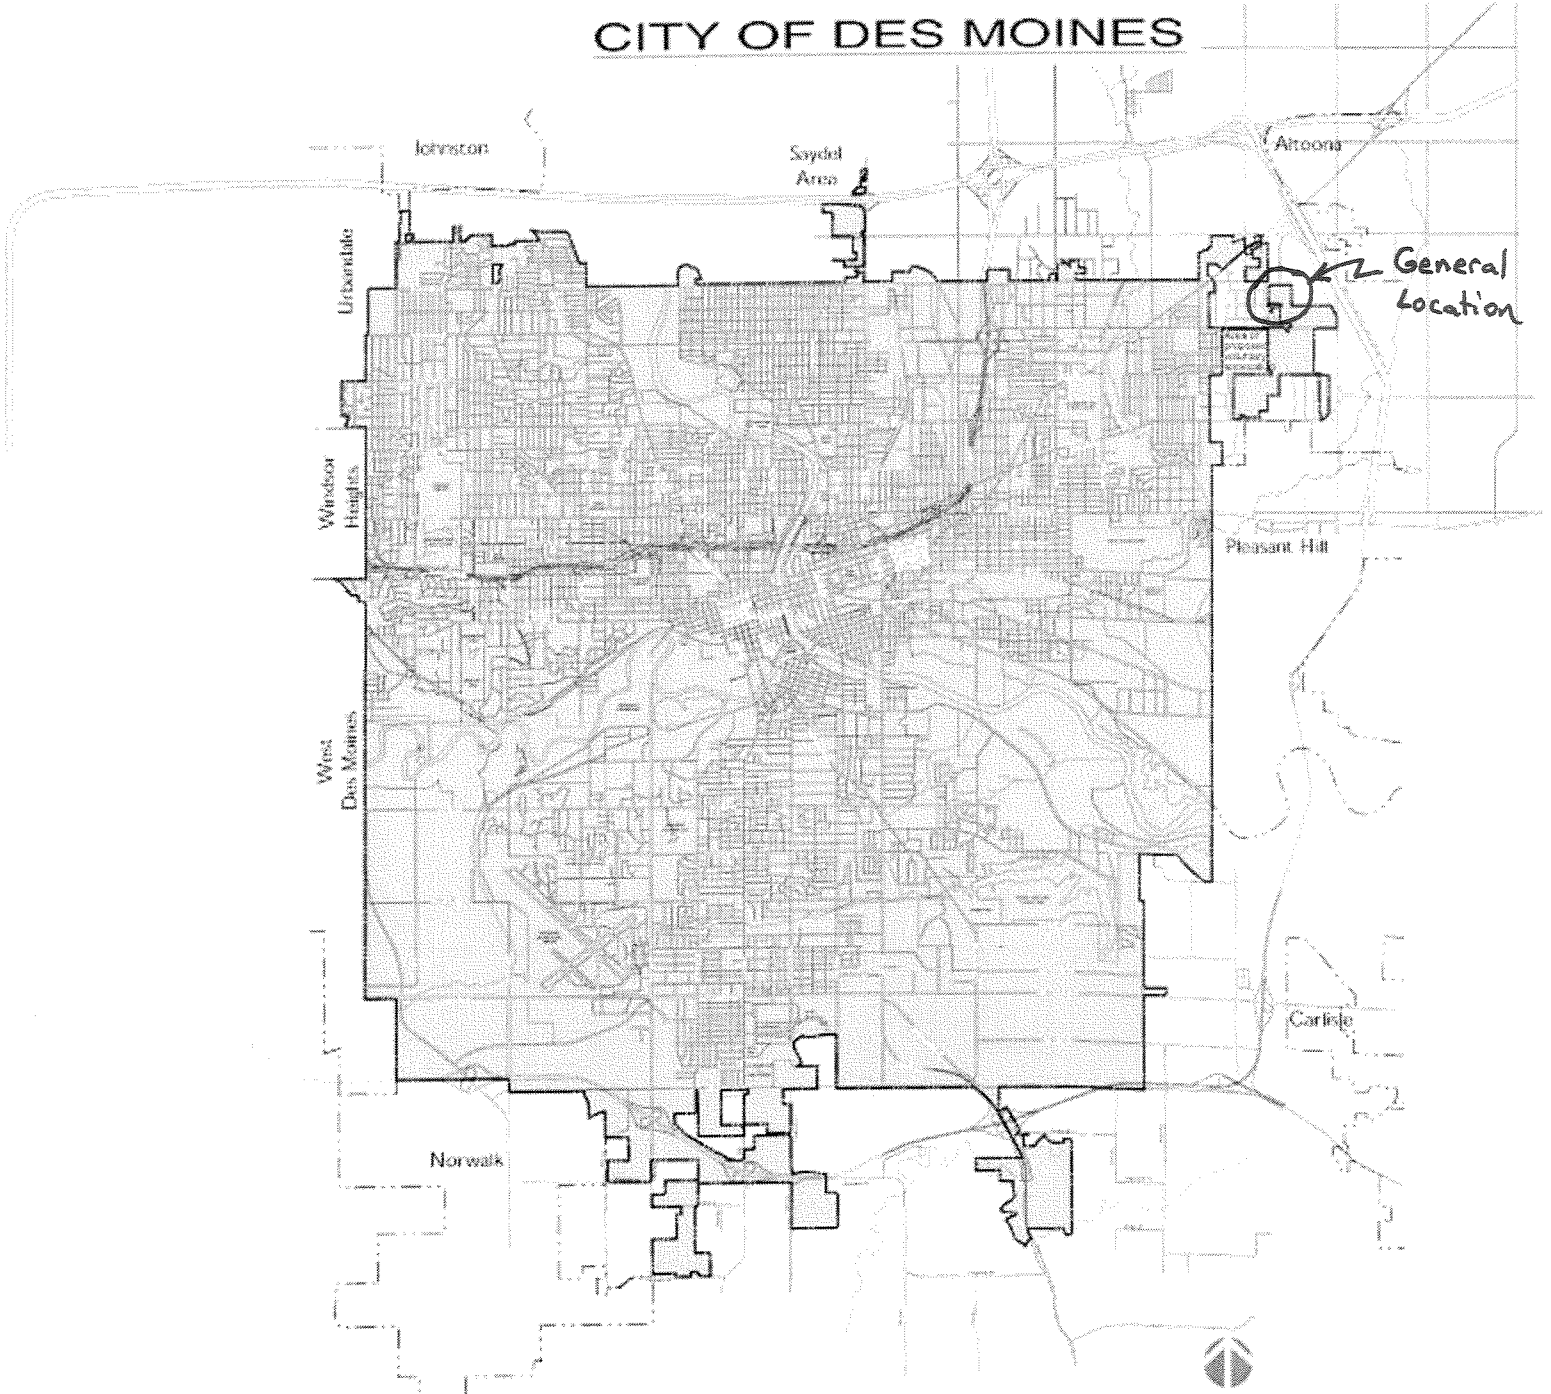 CITY OF DES MOINES
Johnston
Saydel
Area
Altoona
Urbandale
General
Location
Windsor
Heights
Pleasant Hill
West
Des Moines
Carlisle
Norwalk